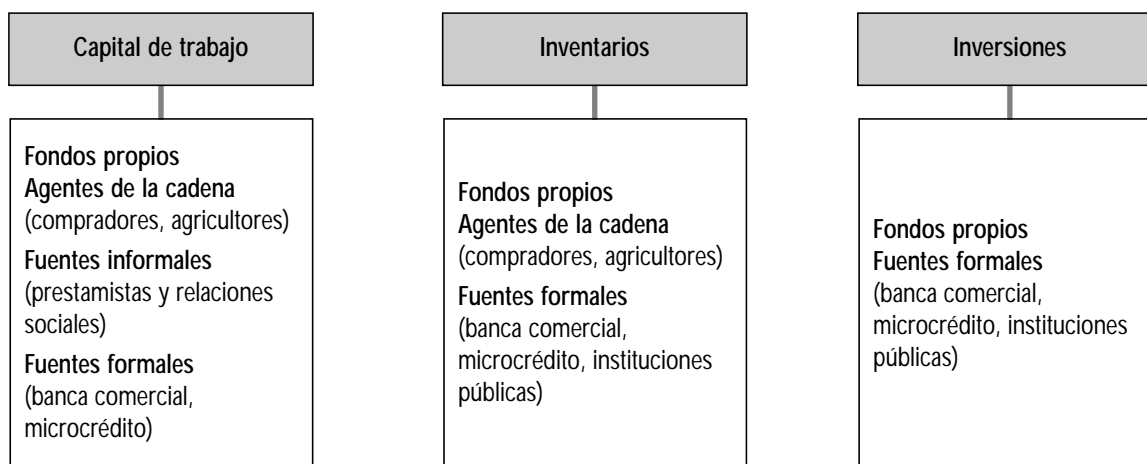 Capital de trabajo
Fondos propios
Agentes de la cadena
(compradores, agricultores)
Fuentes informales
(prestamistas y relaciones
sociales)
Fuentes formales
(banca comercial,
microcrédito)
Inventarios
Fondos propios
Agentes de la cadena
(compradores, agricultores)
Fuentes formales
(banca comercial,
microcrédito, instituciones
públicas)
Inversiones
Fondos propios
Fuentes formales
(banca comercial,
microcrédito, instituciones
públicas)